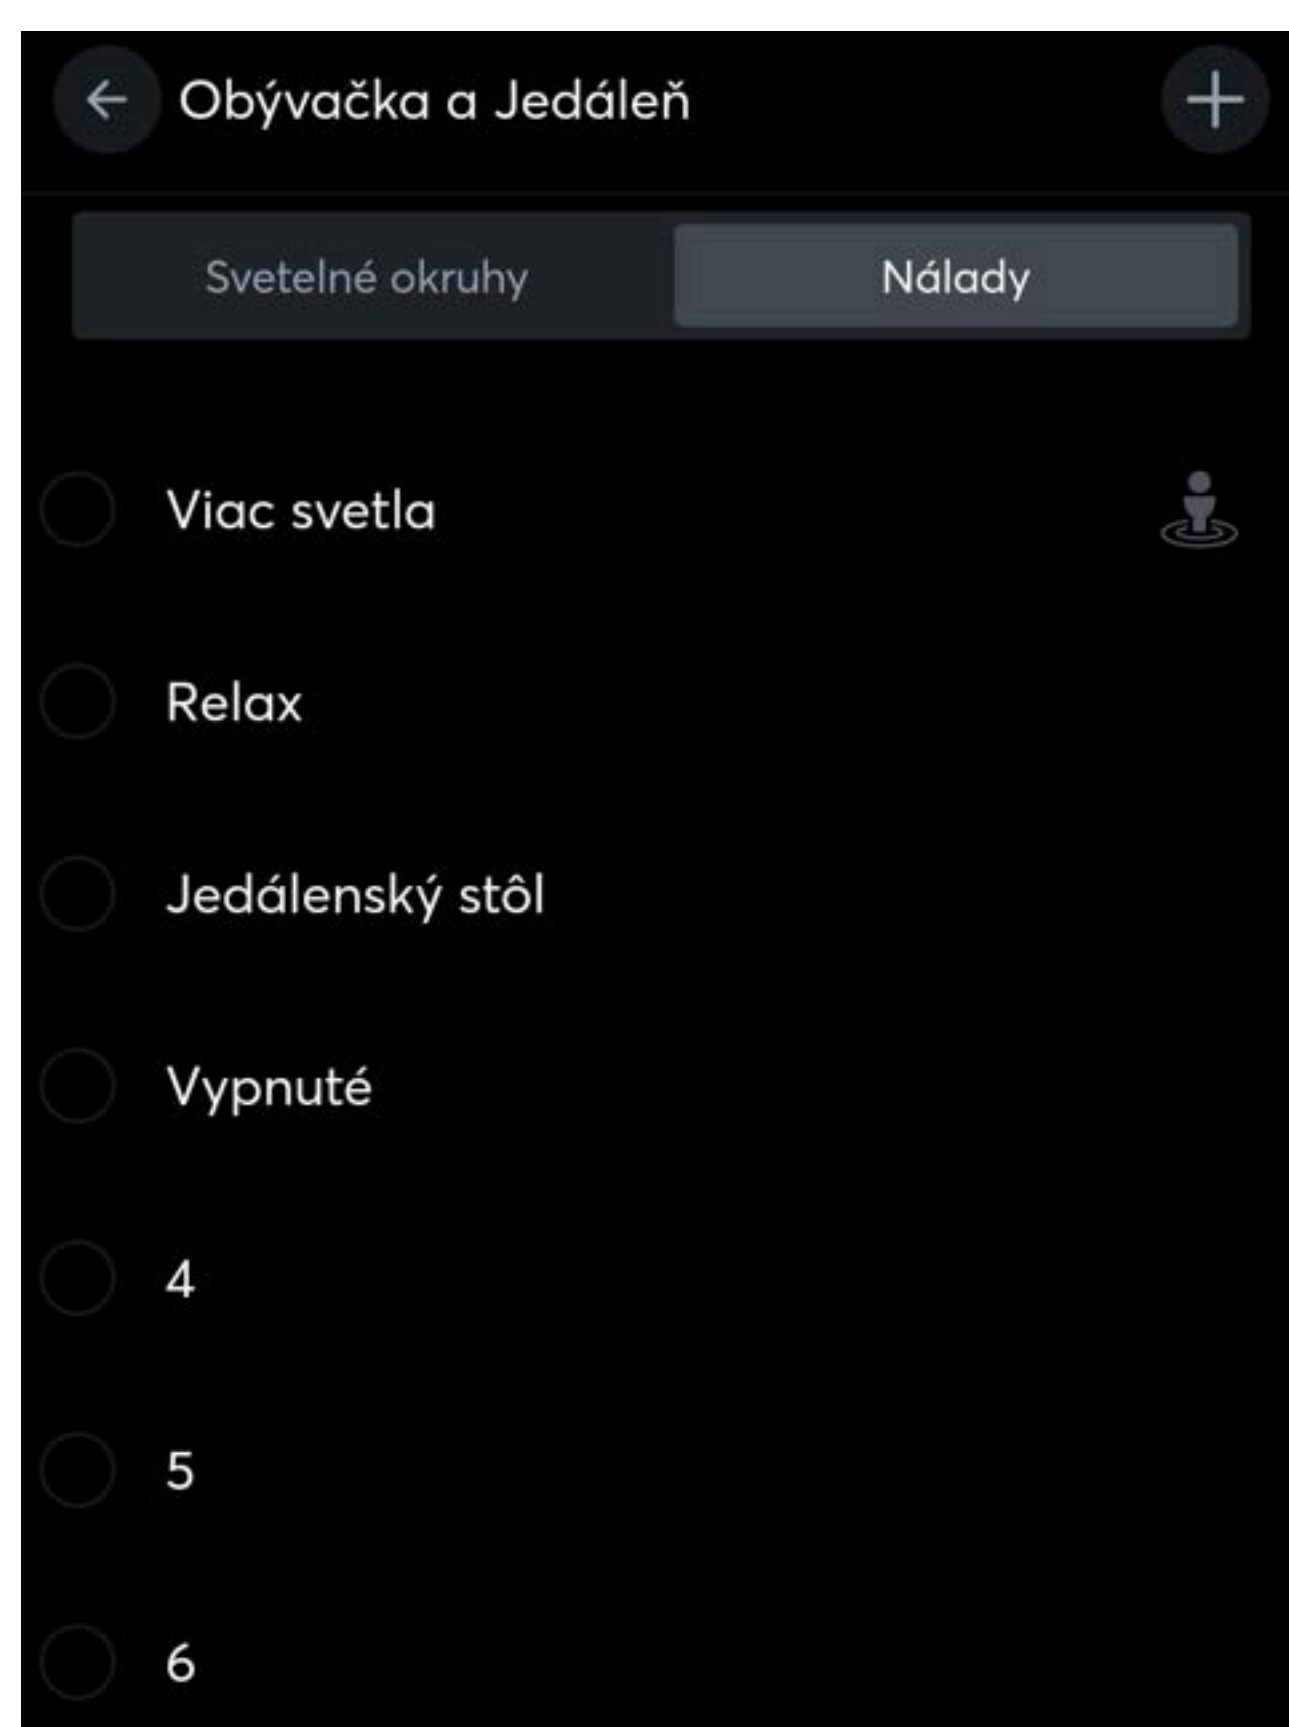 Obývačka a Jedáleň
Svetelné okruhy
Nálady
Viac svetla
Relax
Jedálenský stôl
Vypnuté
4
5
6